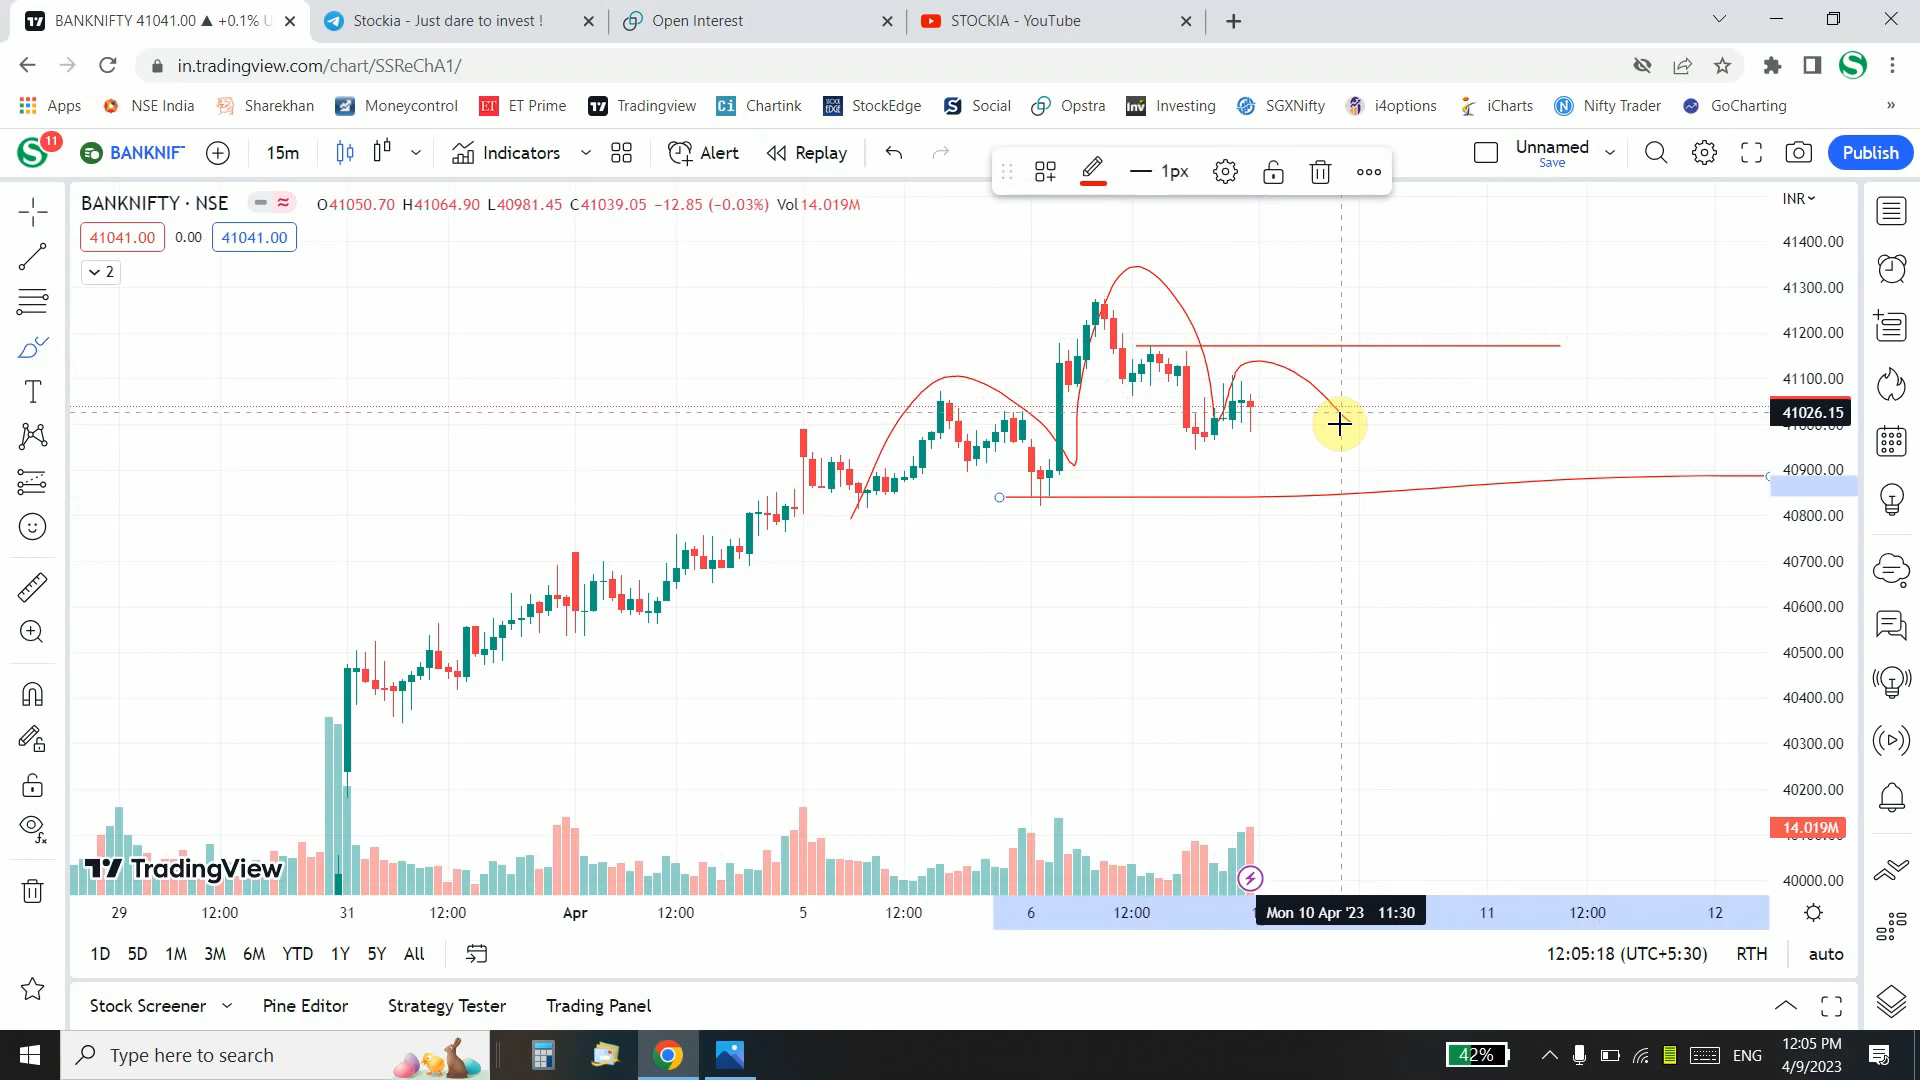 BANKNIFTY 41041.00 ▲ +0.1% U
Stockia - Just dare to invest !
Open Interest
STOCKIA - YouTube
in.tradingview.com/chart/SSReChA1/
Apps
NSE India
Sharekhan
Moneycontrol
ET Prime
Tradingview
Chartink
StockEdge
Social
Opstra
Investing
SGXNifty
i4options
iCharts
Nifty Trader
GoCharting
»
11
BANKNIF
15m
Indicators
Alert
Replay
Unnamed
Save
Publish
1px
BANKNIFTY · NSE
O41050.70 H41064.90 L40981.45 C41039.05 −12.85 (−0.03%) Vol14.019M
41041.00 0.00 41041.00
2
INR
41400.00
41300.00
41200.00
41100.00
41026.15
40900.00
40800.00
40700.00
40600.00
40500.00
40400.00
40300.00
40200.00
14.019M
40000.00
TradingView
29 12:00 31 12:00 Apr 12:00 5 12:00 6 12:00 Mon 10 Apr '23 11:30 11 12:00 12
1D 5D 1M 3M 6M YTD 1Y 5Y All
12:05:18 (UTC+5:30) RTH auto
Stock Screener
Pine Editor
Strategy Tester
Trading Panel
Type here to search
42%
ENG
12:05 PM
4/9/2023